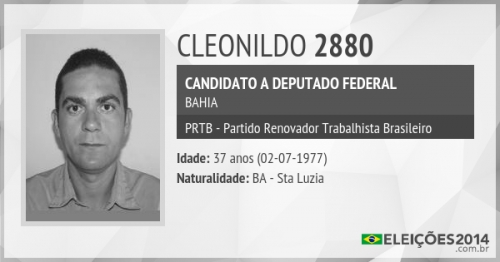 CLEONILDO 2880
CANDIDATO A DEPUTADO FEDERAL
BAHIA
PRTB - Partido Renovador Trabalhista Brasileiro
Idade: 37 anos (02-07-1977)
Naturalidade: BA - Sta Luzia
ELEIÇÕES2014
.com.br